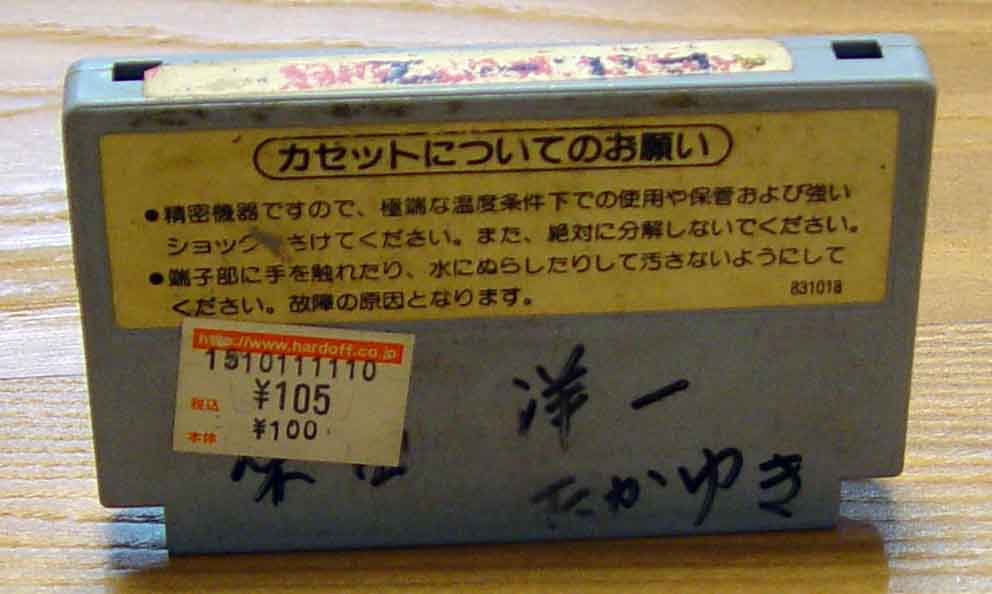 カセットについてのお願い
●精密機器ですので、極端な温度条件下での使用や保管および強い
ショック さけてください。また、絶対に分解しないでください。
●端子部に手を触れたり、水にぬらしたりして汚さないようにして
ください。故障の原因となります。
831018
http://www.hardoff.co.jp
1510111110
税込 ¥105
本体 ¥100
洋一
たかゆき